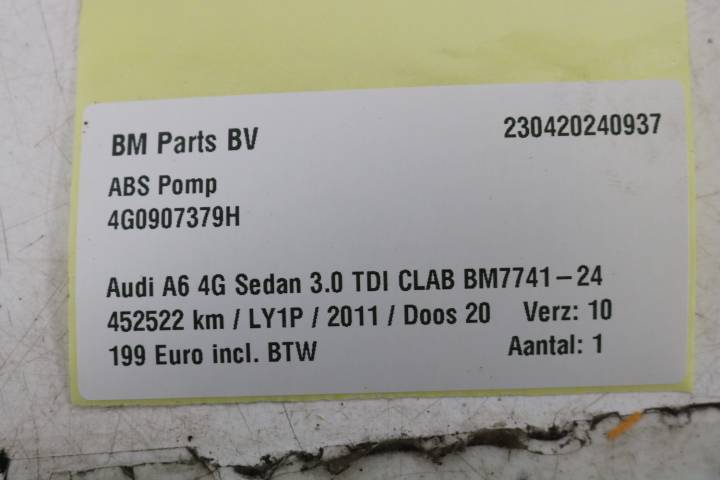 BM Parts BV 230420240937
ABS Pomp
4G0907379H
Audi A6 4G Sedan 3.0 TDI CLAB BM7741-24
452522 km / LY1P / 2011 / Doos 20 Verz: 10
199 Euro incl. BTW Aantal: 1